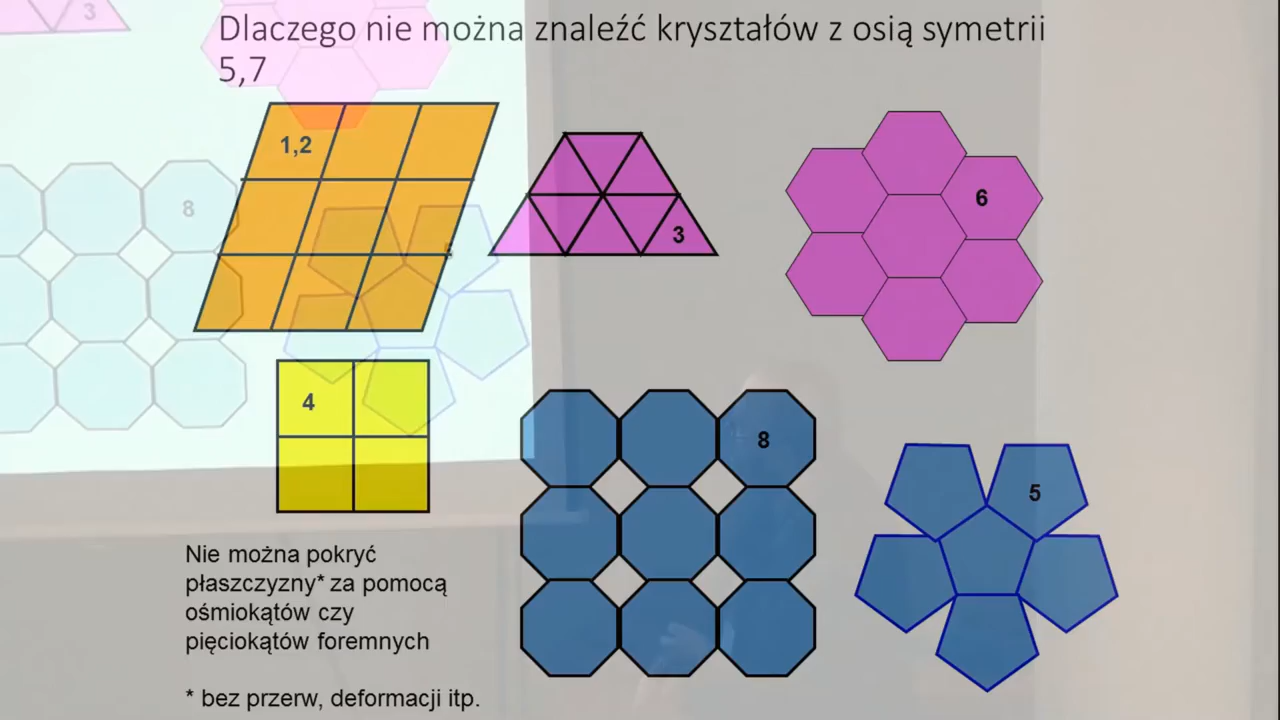 Dlaczego nie można znaleźć kryształów z osią symetrii
5,7
3
1,2
3
6
8
4
8
5
Nie można pokryć
płaszczyzny* za pomocą
ośmiokątów czy
pięciokątów foremnych
* bez przerw, deformacji itp.